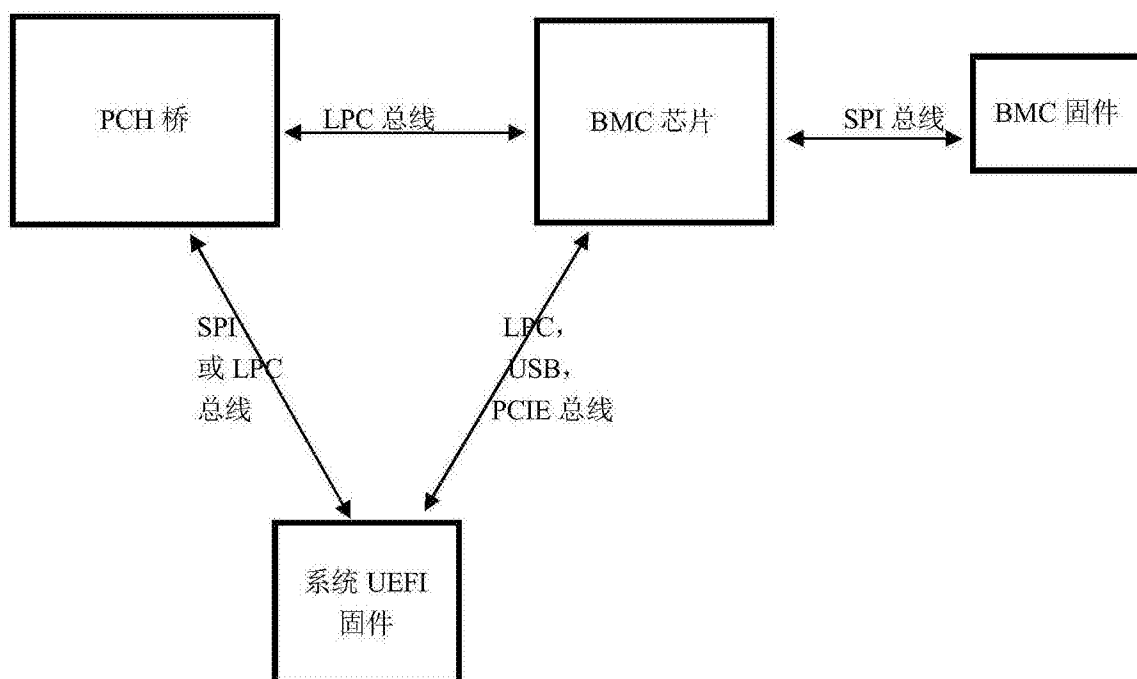 PCH 桥
LPC 总线
BMC 芯片
SPI 总线
BMC 固件
SPI
或 LPC
总线
LPC，
USB，
PCIE 总线
系统 UEFI
固件